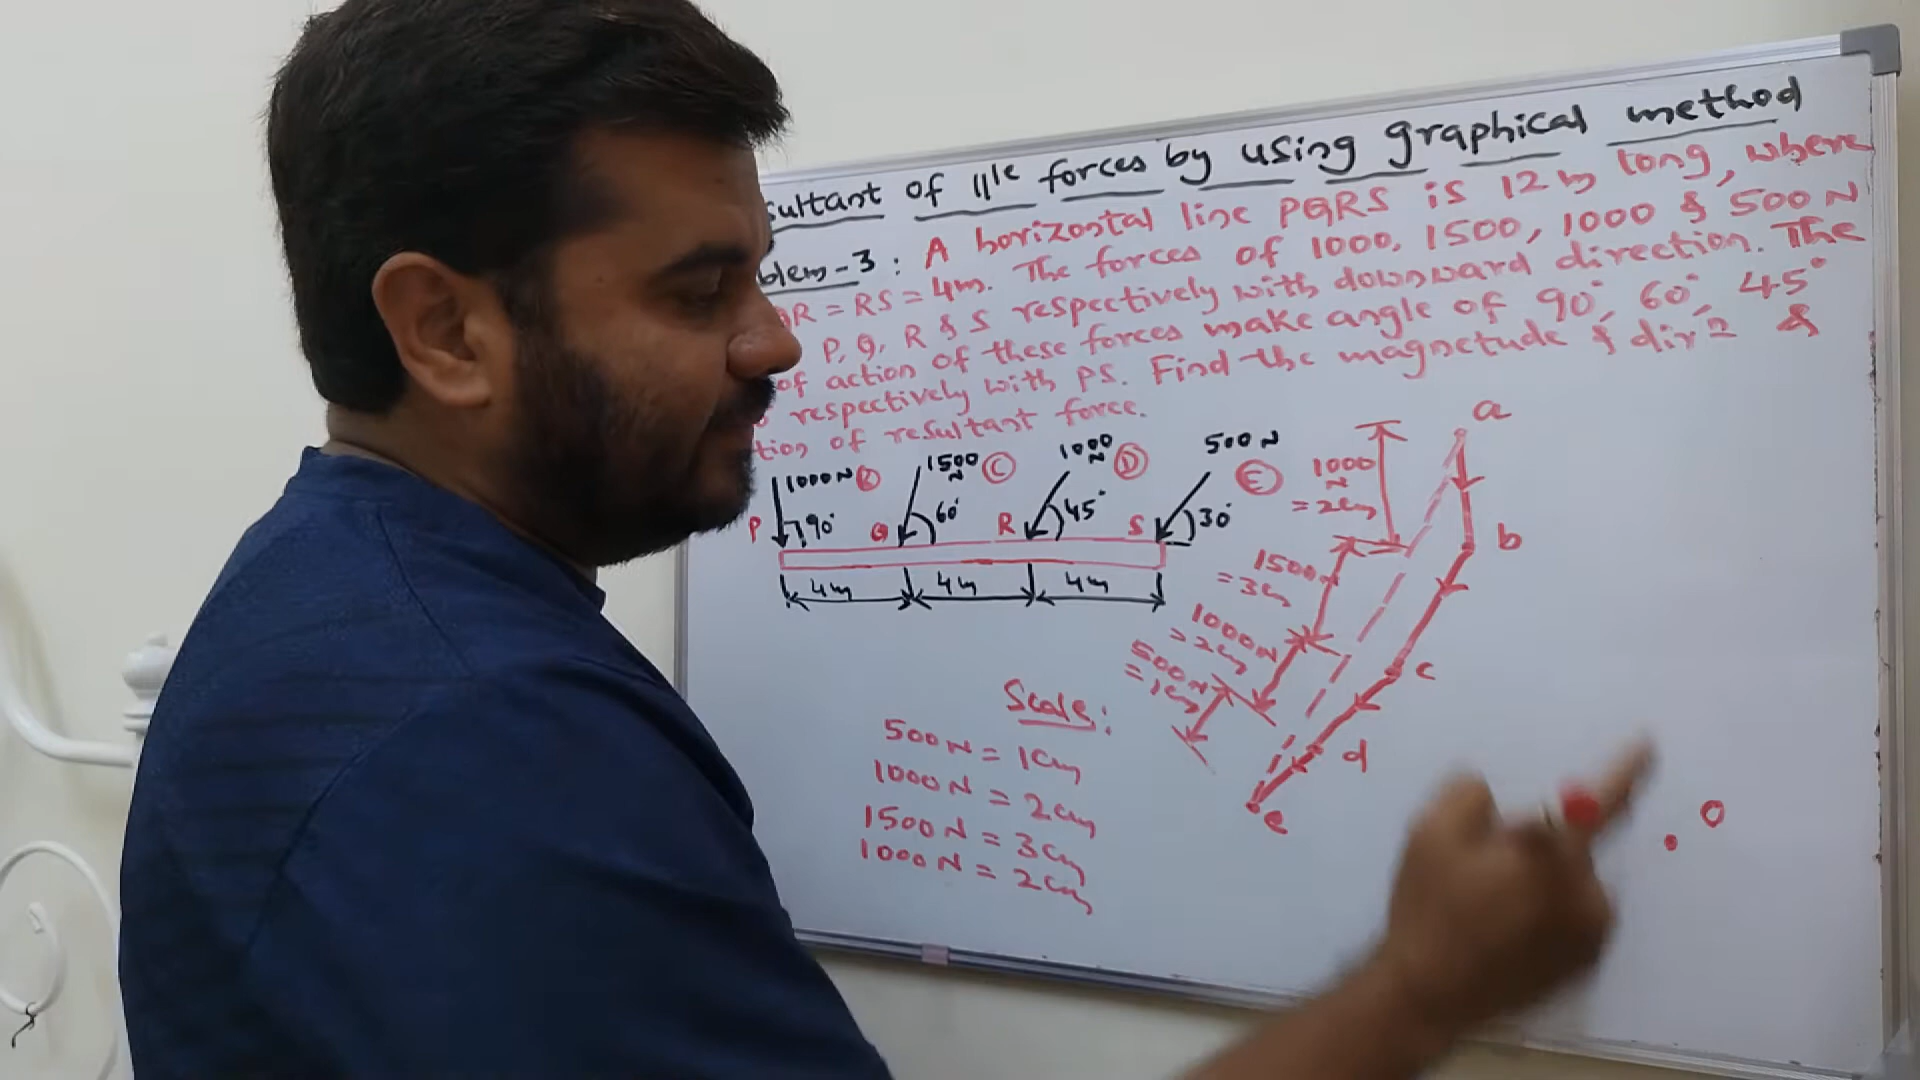 sultant of ||le forces by using graphical method
blem-3: A horizontal line PQRS is 12 m long, where
QR = RS = 4m. The forces of 1000, 1500, 1000 & 500 N
P, Q, R & S respectively with downward direction. The
of action of these forces make angle of 90°, 60°, 45° &
respectively with PS. Find the magnetude & dirn
tion of resultant force.
1000 N B
1500 N C
1000 N D
500 N E
P 90°
Q 60°
R 45°
S 30°
4m 4m 4m
Scale:
500 N = 1cm
1000 N = 2cm
1500 N = 3cm
1000 N = 2cm
a
1000 N = 2cm
b
1500 N = 3cm
c
1000 N = 2cm
500 N = 1cm
d
e
O